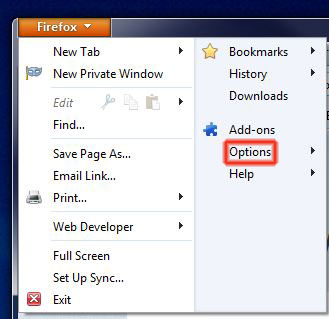 Firefox
New Tab
New Private Window
Edit
Find...
Save Page As...
Email Link...
Print...
Web Developer
Full Screen
Set Up Sync...
Exit
Bookmarks
History
Downloads
Add-ons
Options
Help